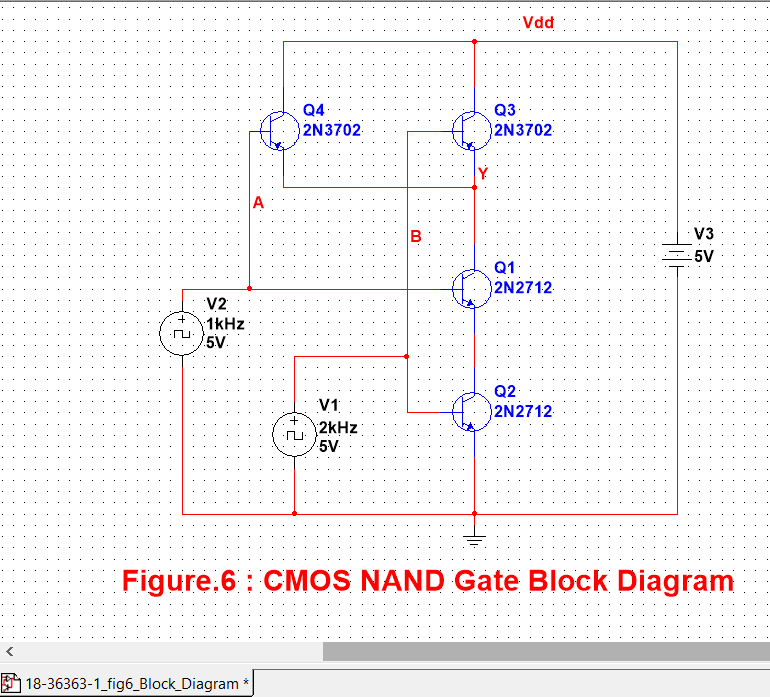 Vdd
Q4
2N3702
Q3
2N3702
Y
A
B
V3
5V
Q1
2N2712
V2
1kHz
5V
Q2
2N2712
V1
2kHz
5V
Figure.6 : CMOS NAND Gate Block Diagram
18-36363-1_fig6_Block_Diagram *